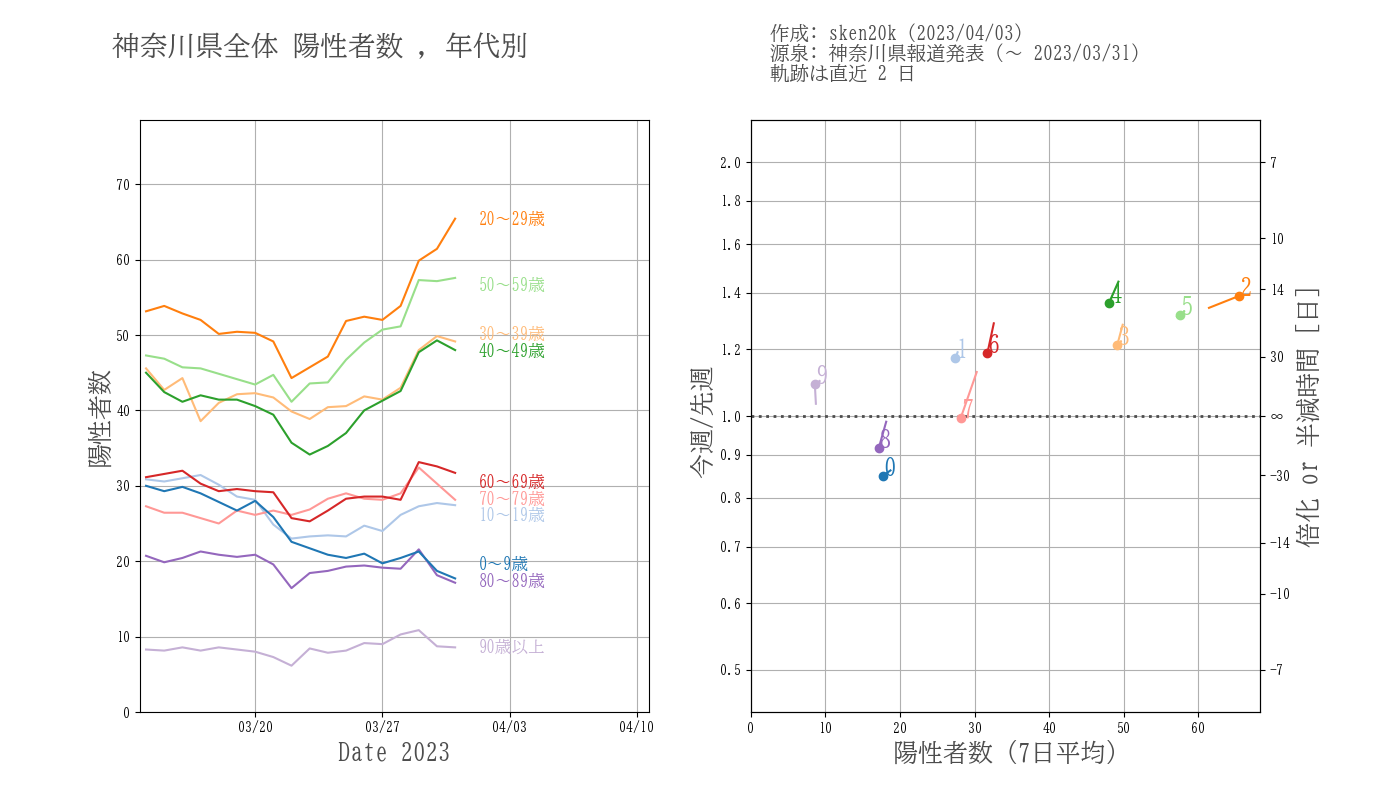 神奈川県全体 陽性者数 , 年代別
作成: sken20k (2023/04/03)
源泉: 神奈川県報道発表 (～ 2023/03/31)
軌跡は直近 2 日
陽性者数
70
60
50
40
30
20
10
0
20～29歳
50～59歳
30～39歳
40～49歳
60～69歳
70～79歳
10～19歳
0～9歳
80～89歳
90歳以上
03/20
03/27
04/03
04/10
Date 2023
今週/先週
2.0
1.8
1.6
1.4
1.2
1.0
0.9
0.8
0.7
0.6
0.5
2
4
5
3
6
1
9
7
8
0
7
10
14
30
∞
−30
−14
−10
−7
倍化 or 半減時間 [日]
0
10
20
30
40
50
60
陽性者数 (7日平均)